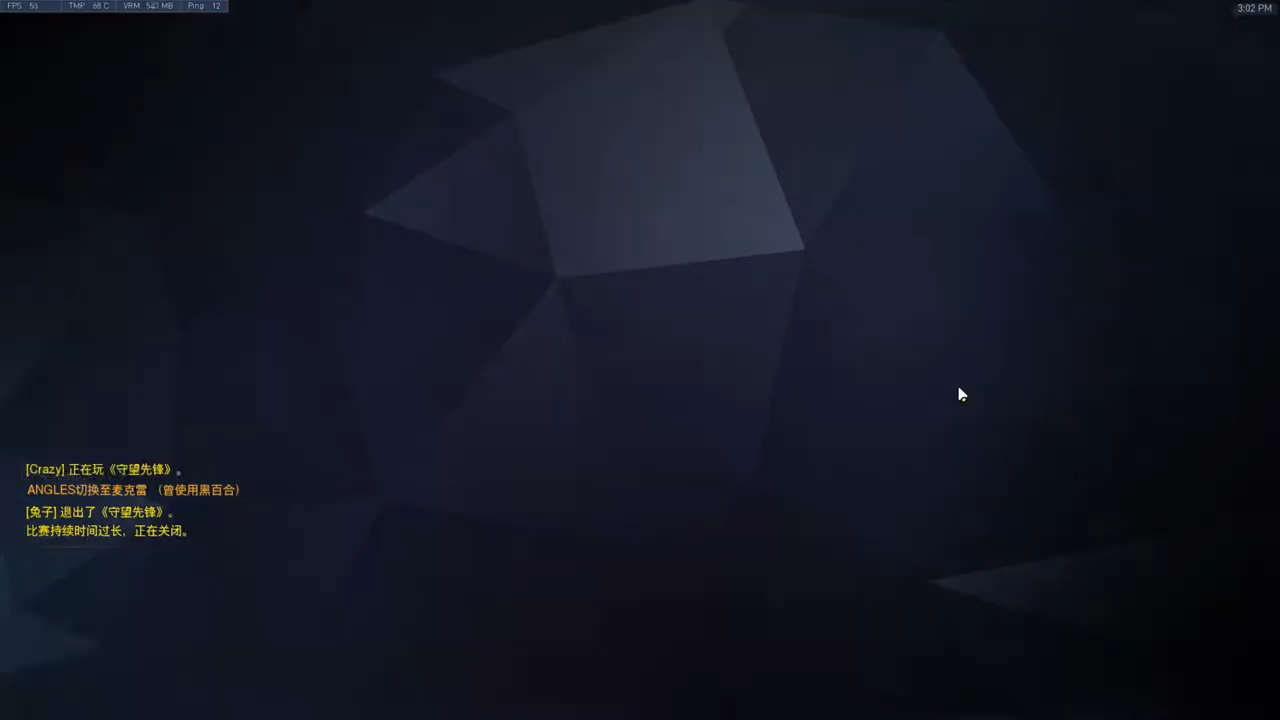 FPS 53 TMP 68 C VRM 540 MB Ping 12
3:02 PM
[Crazy] 正在玩《守望先锋》。
ANGLES切换至麦克雷 (曾使用黑百合)
[兔子] 退出了《守望先锋》。
比赛持续时间过长，正在关闭。